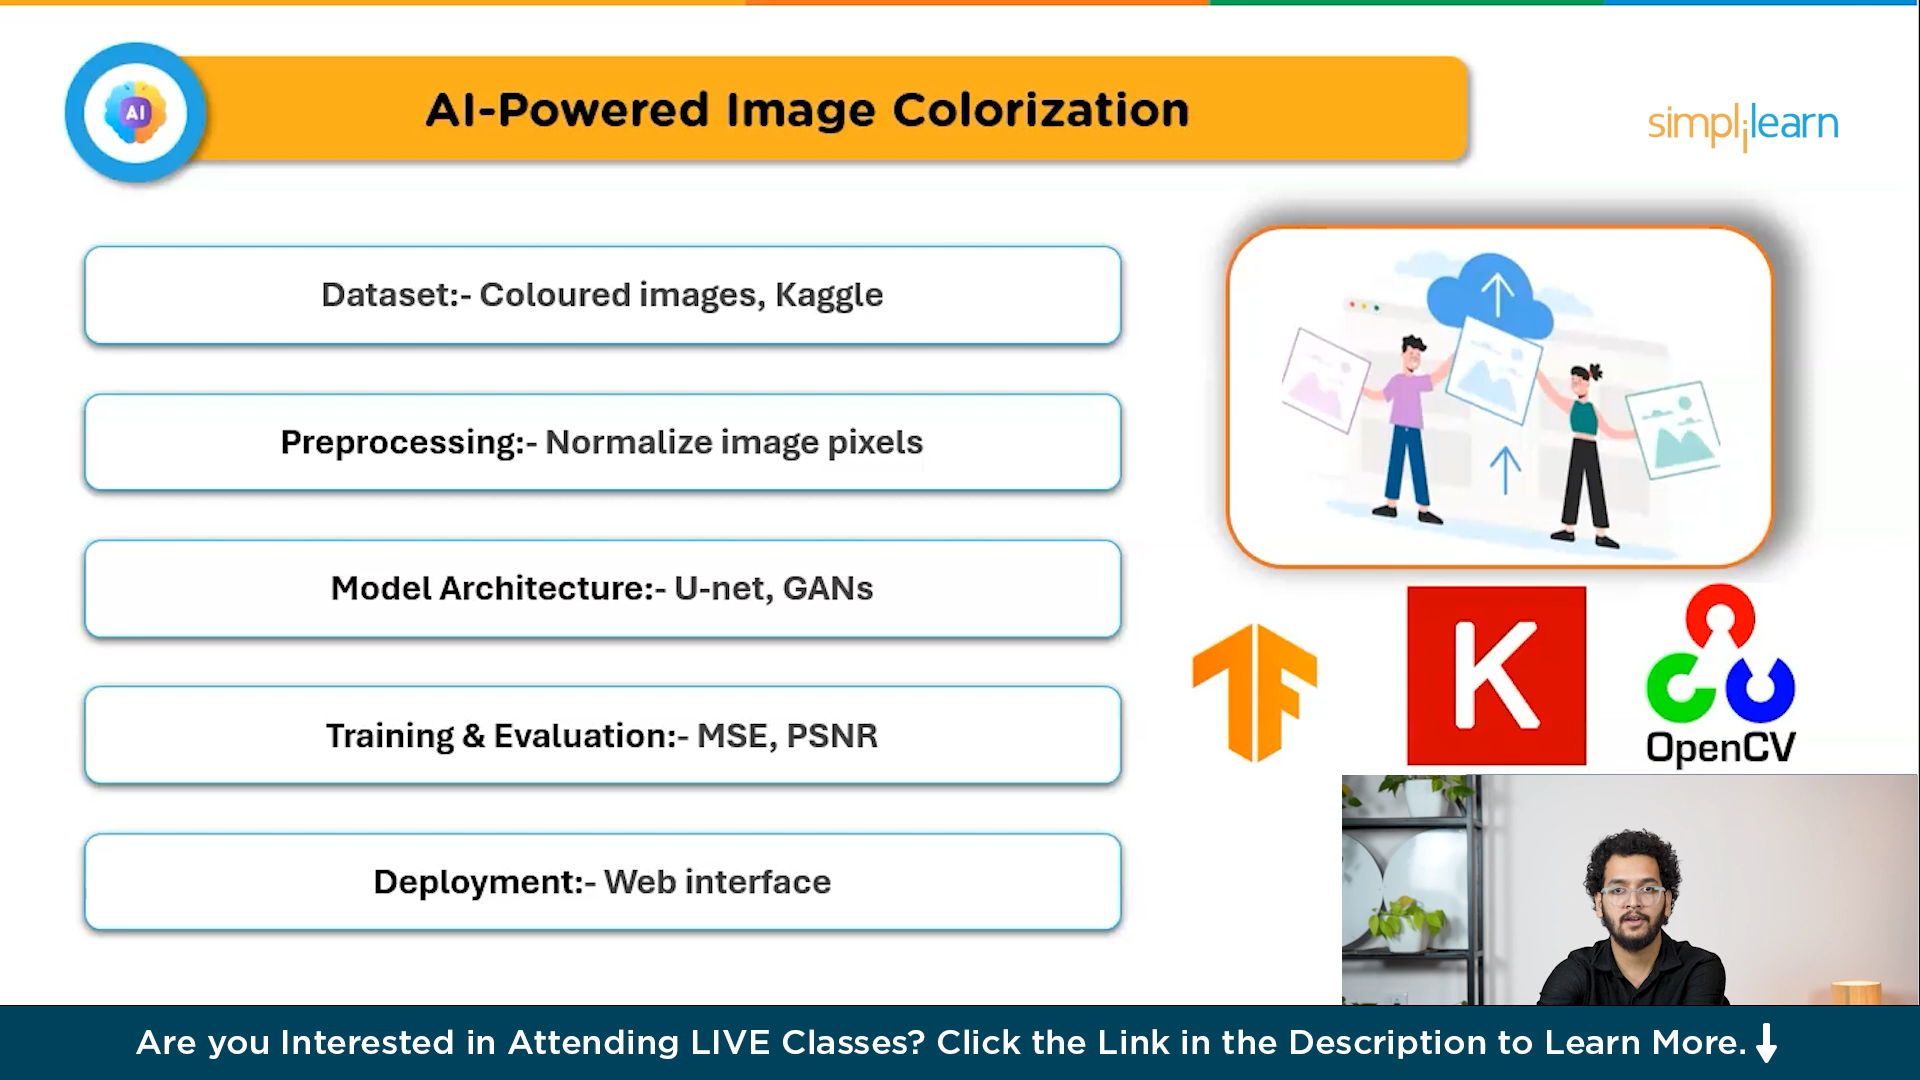 AI
AI-Powered Image Colorization
simplilearn
Dataset:- Coloured images, Kaggle
Preprocessing:- Normalize image pixels
Model Architecture:- U-net, GANs
Training & Evaluation:- MSE, PSNR
Deployment:- Web interface
TF
K
OpenCV
Are you Interested in Attending LIVE Classes? Click the Link in the Description to Learn More.